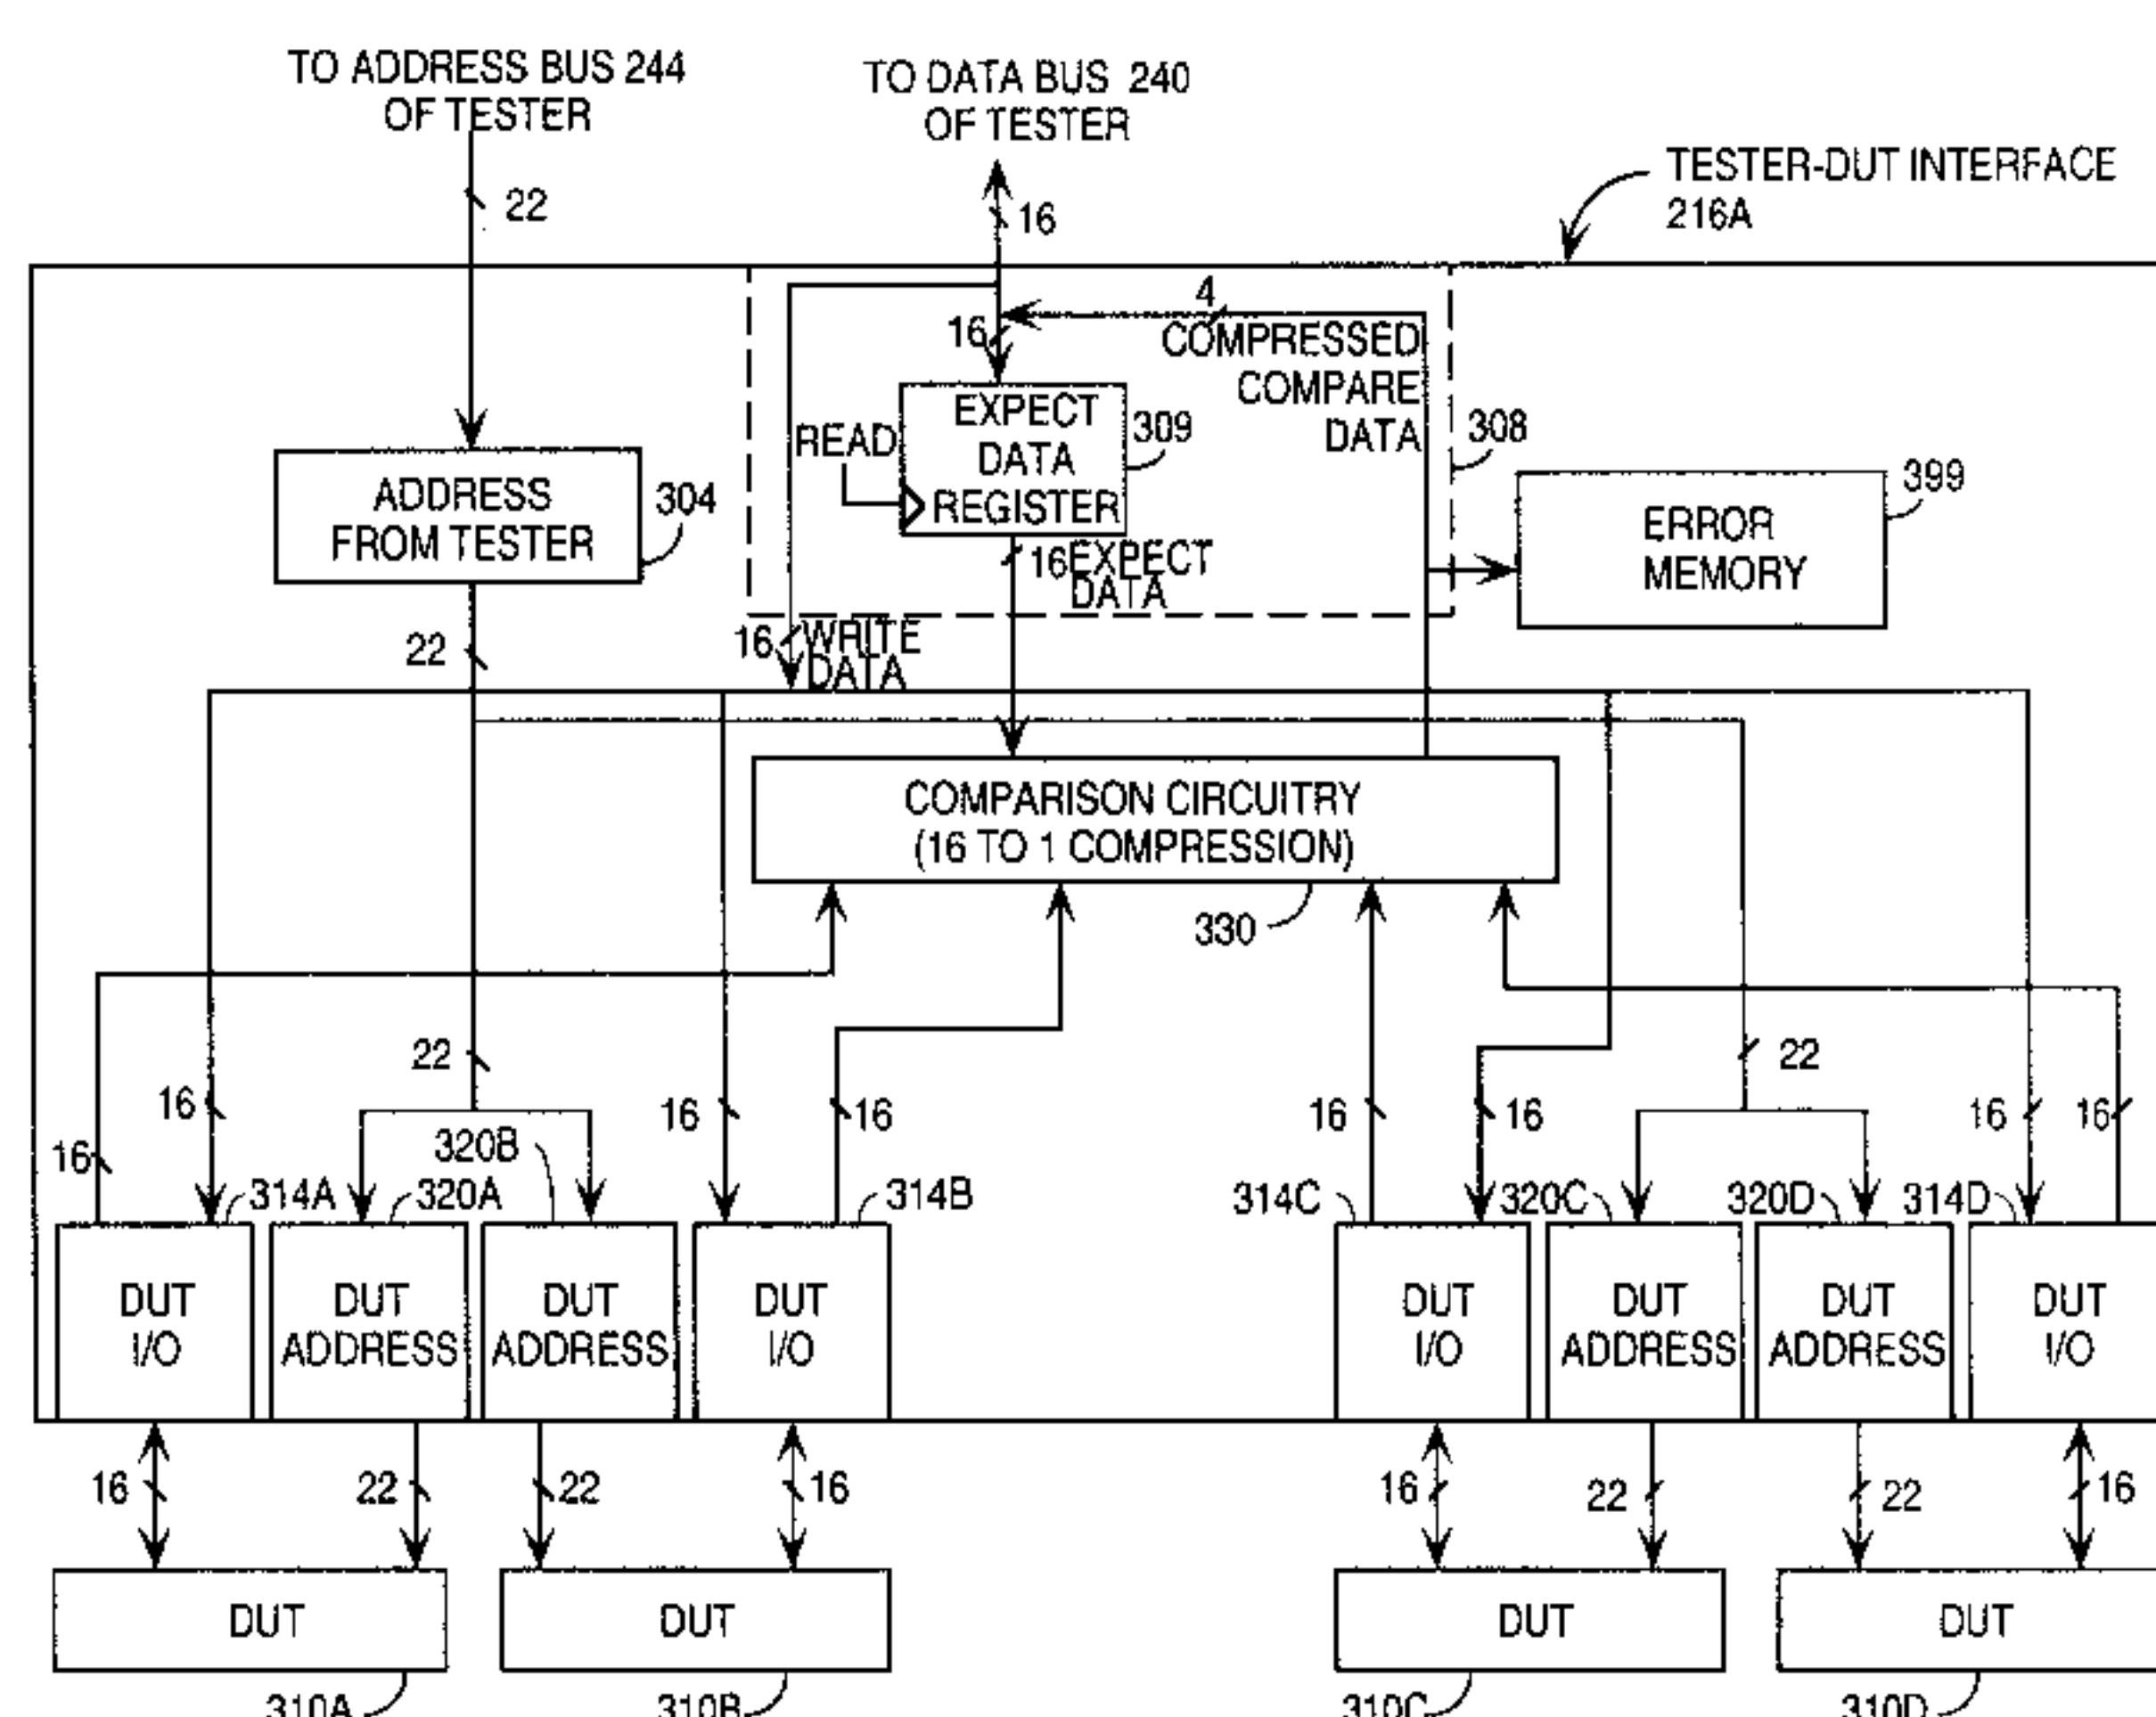 TO ADDRESS BUS 244
OF TESTER
TO DATA BUS 240
OF TESTER
TESTER-DUT INTERFACE
216A
22
16
4
16
COMPRESSED
COMPARE
DATA
EXPECT
DATA
REGISTER
309
READ
308
399
ERROR
MEMORY
ADDRESS
FROM TESTER
304
16 EXPECT
DATA
22
16 WRITE
DATA
COMPARISON CIRCUITRY
(16 TO 1 COMPRESSION)
330
22
22
16
16
16
16
16
16
16
16
320B
314A
320A
314B
314C
320C
320D
314D
DUT
I/O
DUT
ADDRESS
DUT
ADDRESS
DUT
I/O
DUT
I/O
DUT
ADDRESS
DUT
ADDRESS
DUT
I/O
16
22
22
16
16
22
22
16
DUT
DUT
DUT
DUT
310A
310B
310C
310D